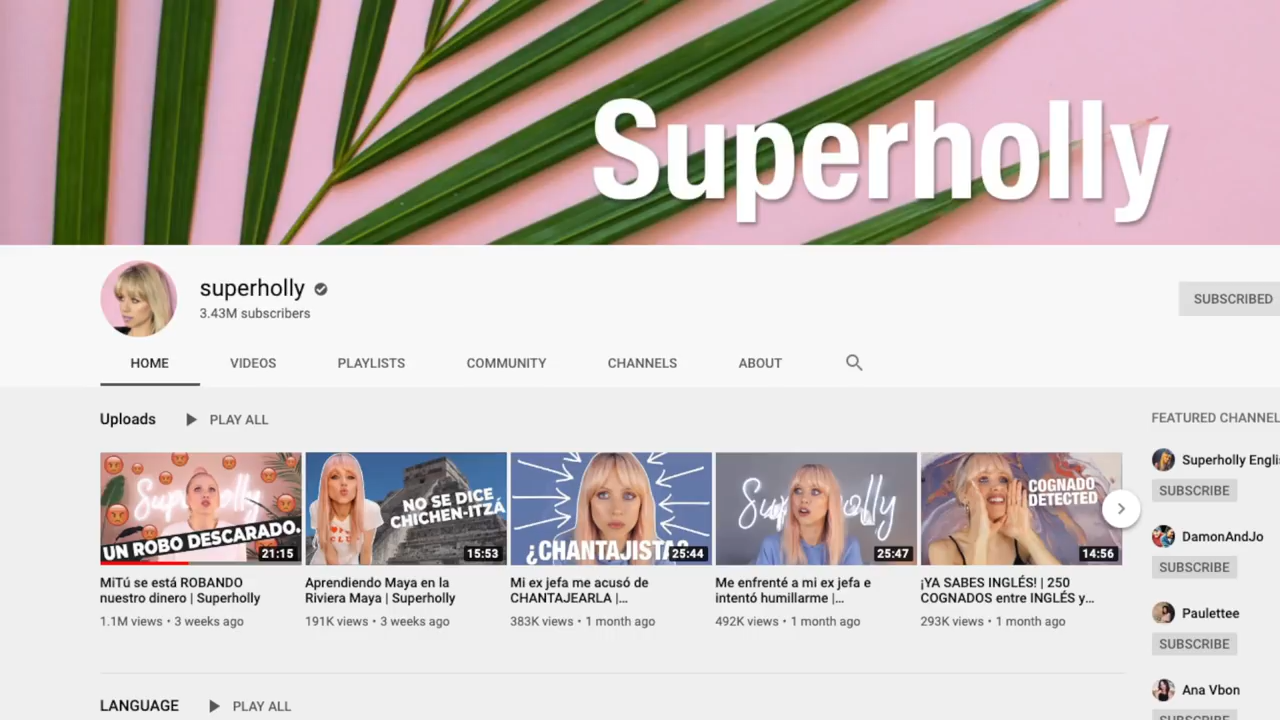 Superholly
superholly
3.43M subscribers
SUBSCRIBED
HOME
VIDEOS
PLAYLISTS
COMMUNITY
CHANNELS
ABOUT
Uploads
PLAY ALL
FEATURED CHANNEL
UN ROBO DESCARADO.
21:15
NO SE DICE
CHICHEN-ITZÁ
15:53
¿CHANTAJISTA
25:44
Superholly
25:47
COGNADO
DETECTED
14:56
MiTú se está ROBANDO
nuestro dinero | Superholly
1.1M views • 3 weeks ago
Aprendiendo Maya en la
Riviera Maya | Superholly
191K views • 3 weeks ago
Mi ex jefa me acusó de
CHANTAJEARLA |...
383K views • 1 month ago
Me enfrenté a mi ex jefa e
intentó humillarme |...
492K views • 1 month ago
¡YA SABES INGLÉS! | 250
COGNADOS entre INGLÉS y...
293K views • 1 month ago
Superholly Engli
SUBSCRIBE
DamonAndJo
SUBSCRIBE
Paulettee
SUBSCRIBE
Ana Vbon
SUBSCRIBE
LANGUAGE
PLAY ALL